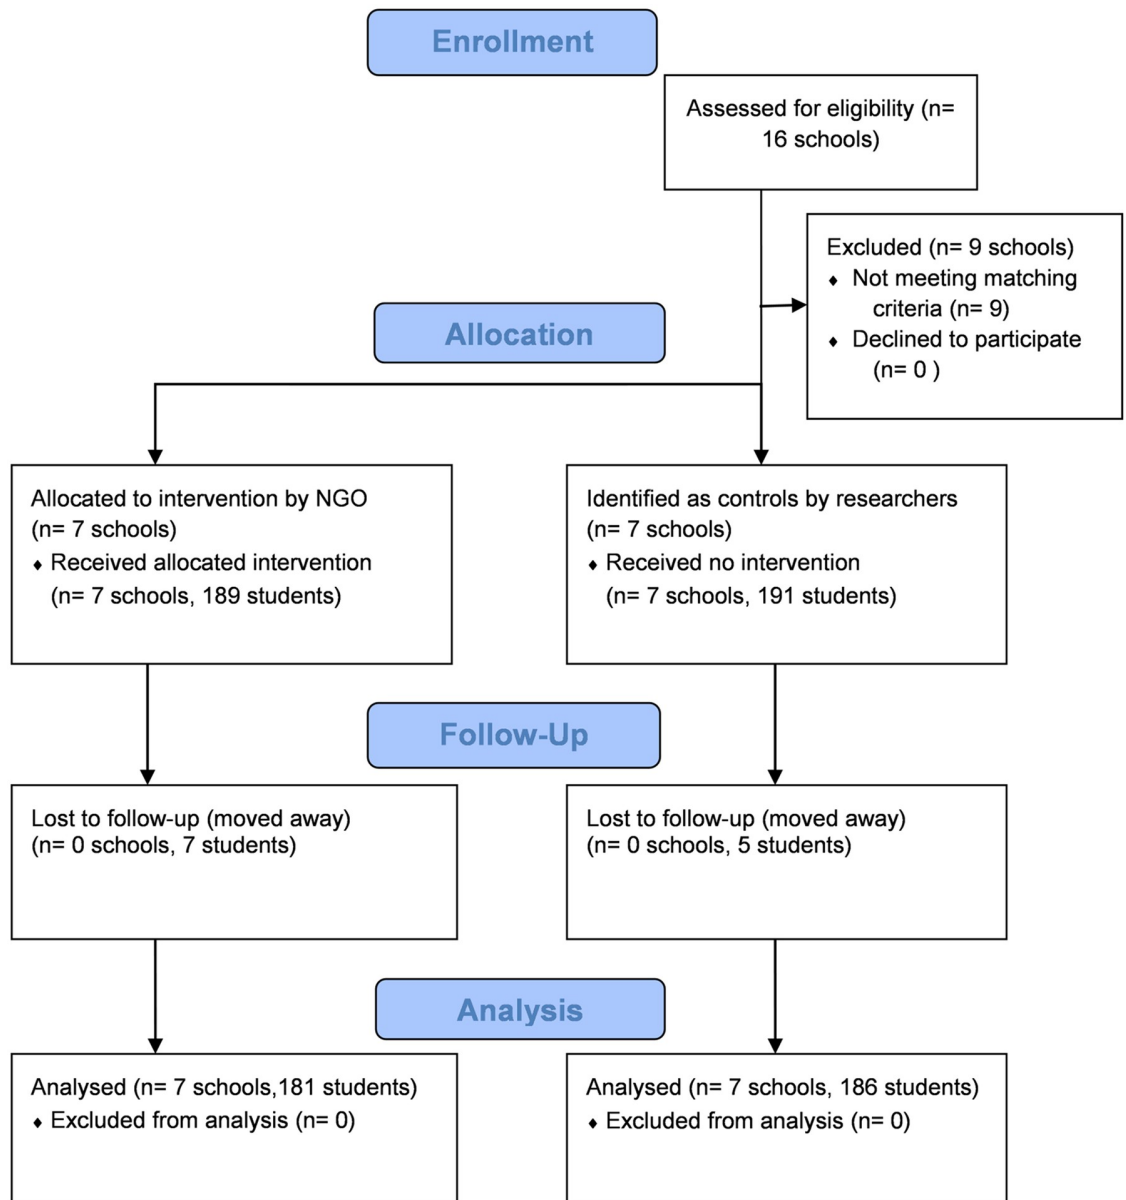 Enrollment
Assessed for eligibility (n=
16 schools)
Excluded (n= 9 schools)
♦ Not meeting matching
criteria (n= 9)
♦ Declined to participate
(n= 0 )
Allocation
Allocated to intervention by NGO
(n= 7 schools)
♦ Received allocated intervention
(n= 7 schools, 189 students)
Identified as controls by researchers
(n= 7 schools)
♦ Received no intervention
(n= 7 schools, 191 students)
Follow-Up
Lost to follow-up (moved away)
(n= 0 schools, 7 students)
Lost to follow-up (moved away)
(n= 0 schools, 5 students)
Analysis
Analysed (n= 7 schools,181 students)
♦ Excluded from analysis (n= 0)
Analysed (n= 7 schools, 186 students)
♦ Excluded from analysis (n= 0)